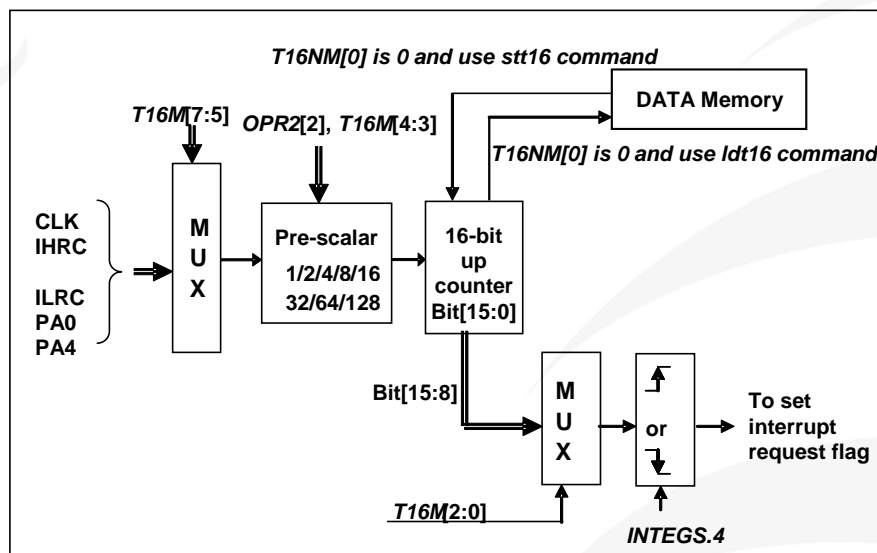 T16NM[0] is 0 and use stt16 command
DATA Memory
T16M[7:5]
OPR2[2], T16M[4:3]
T16NM[0] is 0 and use ldt16 command
CLK
IHRC
ILRC
PA0
PA4
M
U
X
Pre-scalar
1/2/4/8/16
32/64/128
16-bit
up
counter
Bit[15:0]
Bit[15:8]
M
U
X
or
To set
interrupt
request flag
T16M[2:0]
INTEGS.4